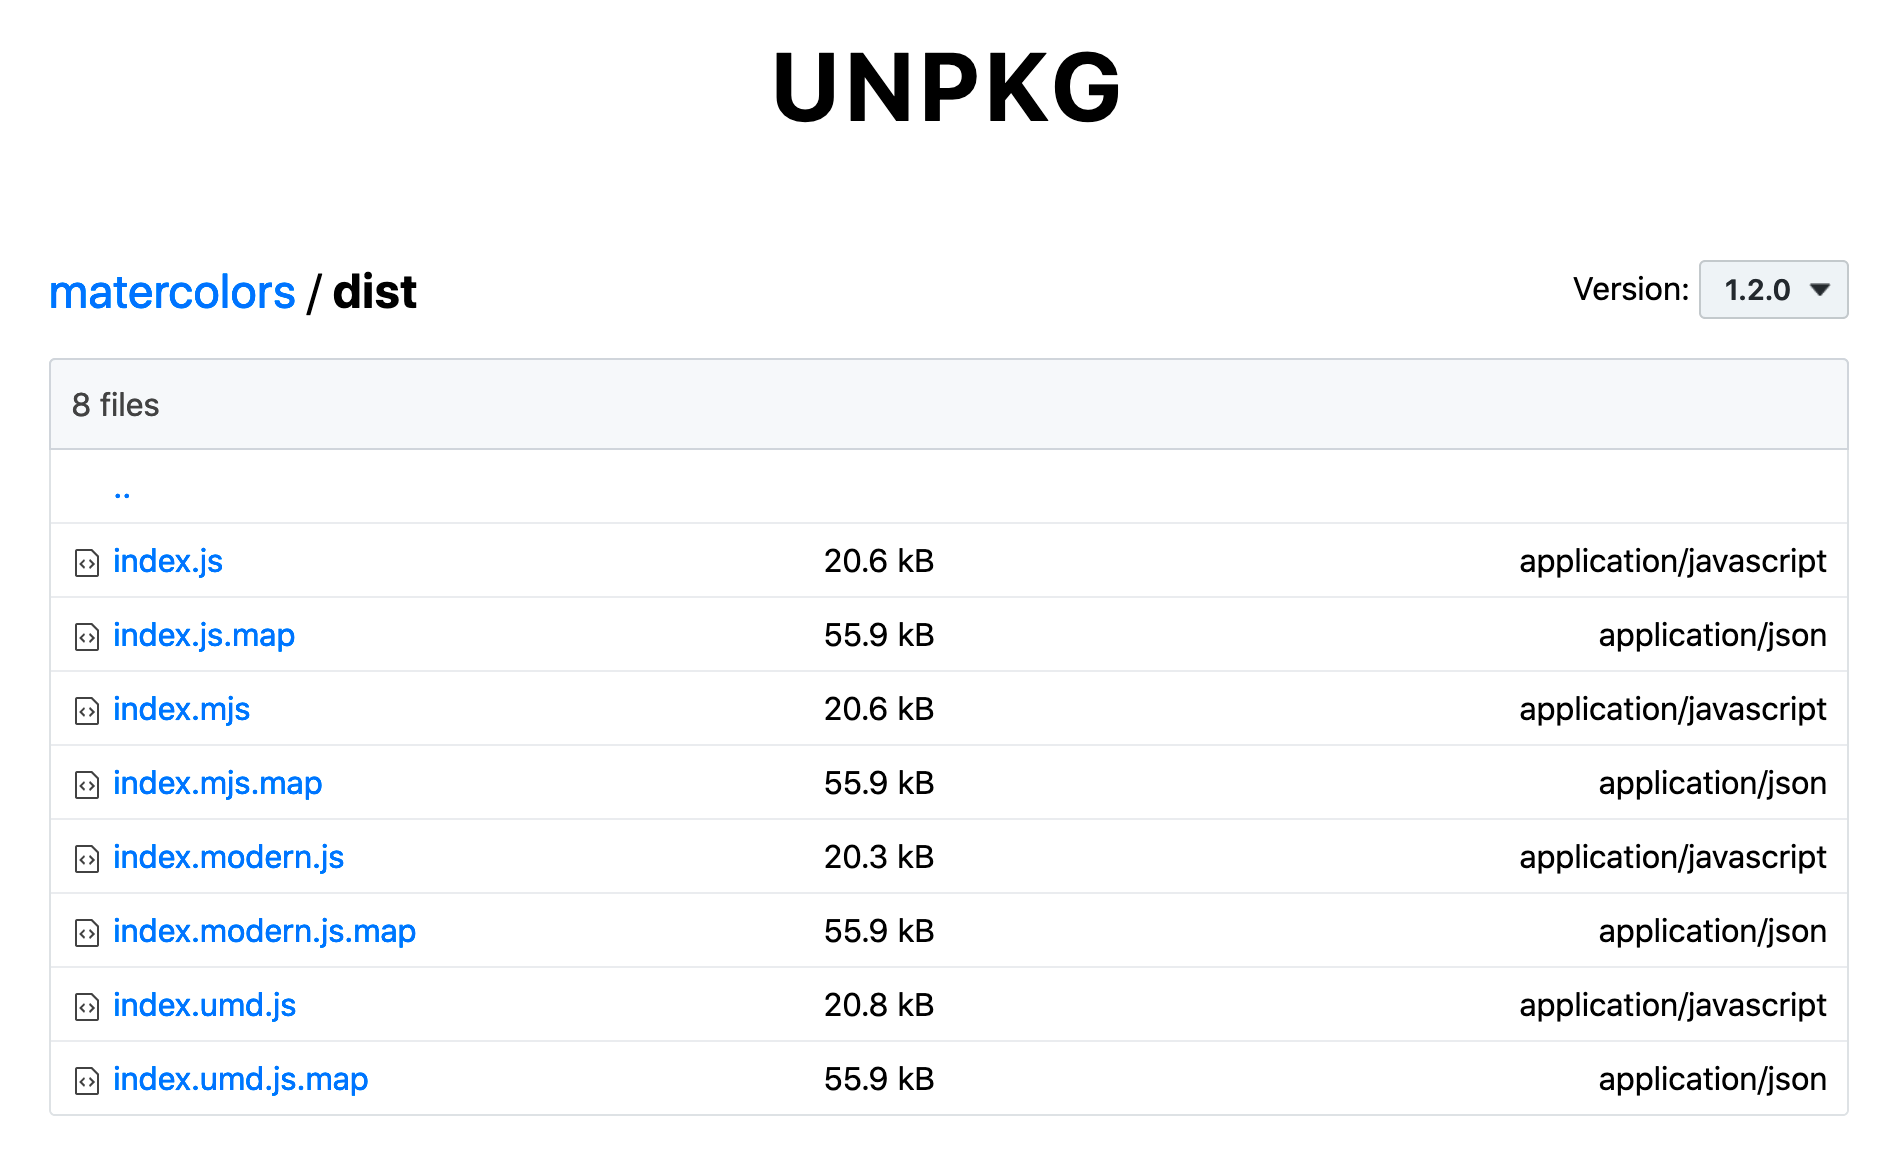 UNPKG
matercolors / dist Version: 1.2.0
8 files
..
index.js 20.6 kB application/javascript
index.js.map 55.9 kB application/json
index.mjs 20.6 kB application/javascript
index.mjs.map 55.9 kB application/json
index.modern.js 20.3 kB application/javascript
index.modern.js.map 55.9 kB application/json
index.umd.js 20.8 kB application/javascript
index.umd.js.map 55.9 kB application/json